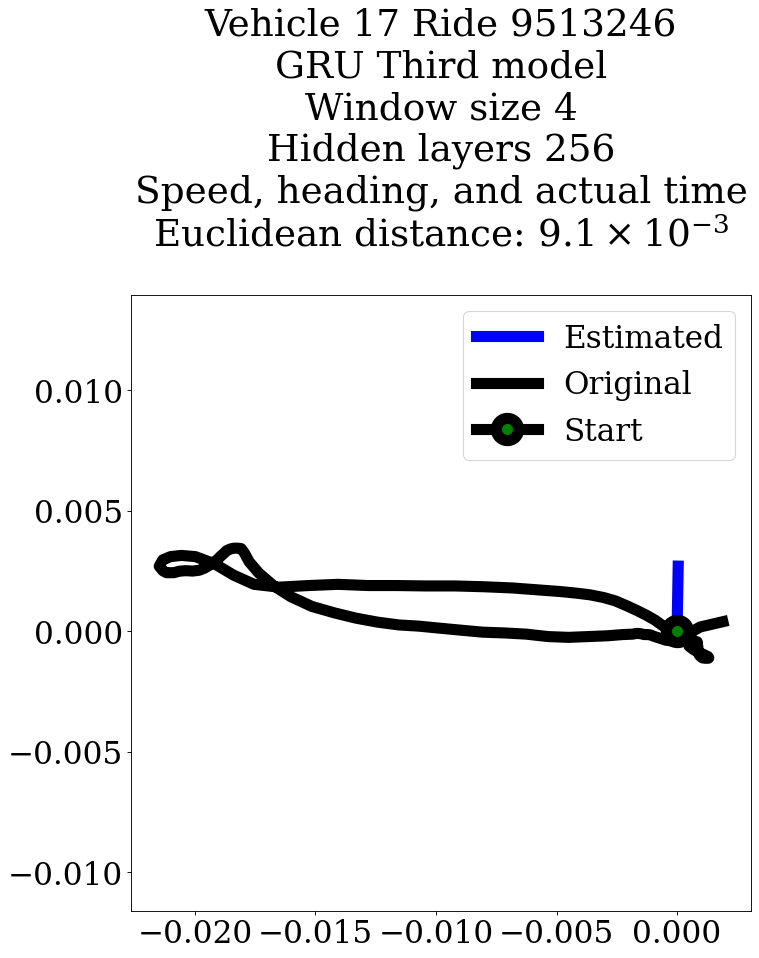 Vehicle 17 Ride 9513246
GRU Third model
Window size 4
Hidden layers 256
Speed, heading, and actual time
Euclidean distance: 9.1 × 10⁻³
Estimated
Original
Start
0.010
0.005
0.000
−0.005
−0.010
−0.020 −0.015 −0.010 −0.005 0.000